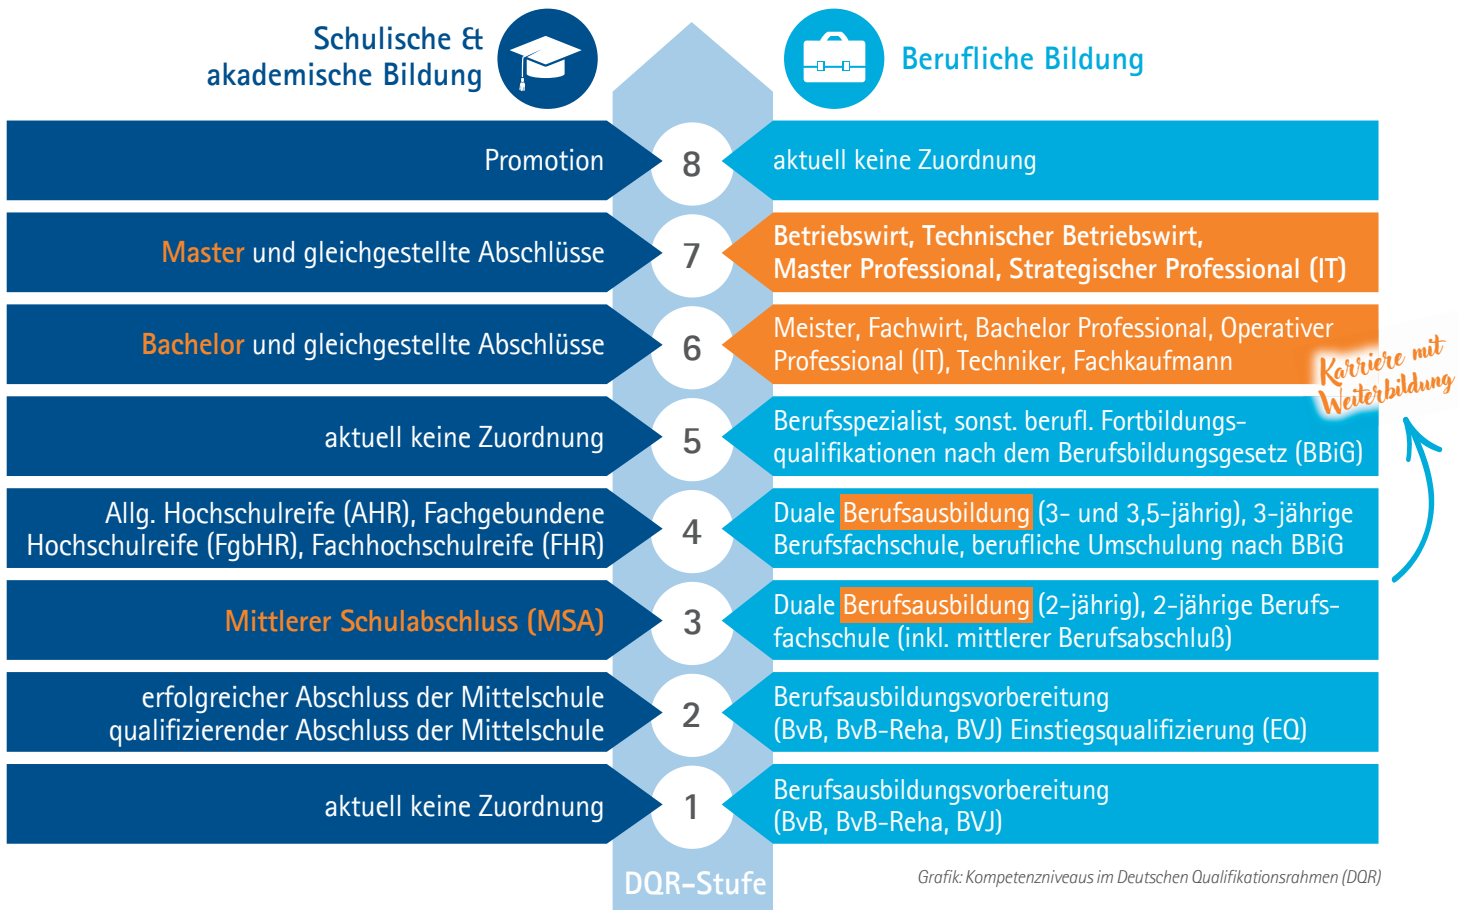 Schulische &
akademische Bildung
Berufliche Bildung
Promotion
8
aktuell keine Zuordnung
Master und gleichgestellte Abschlüsse
7
Betriebswirt, Technischer Betriebswirt,
Master Professional, Strategischer Professional (IT)
Bachelor und gleichgestellte Abschlüsse
6
Meister, Fachwirt, Bachelor Professional, Operativer
Professional (IT), Techniker, Fachkaufmann
Karriere mit
Weiterbildung
aktuell keine Zuordnung
5
Berufsspezialist, sonst. berufl. Fortbildungs-
qualifikationen nach dem Berufsbildungsgesetz (BBiG)
Allg. Hochschulreife (AHR), Fachgebundene
Hochschulreife (FgbHR), Fachhochschulreife (FHR)
4
Duale Berufsausbildung (3- und 3,5-jährig), 3-jährige
Berufsfachschule, berufliche Umschulung nach BBiG
Mittlerer Schulabschluss (MSA)
3
Duale Berufsausbildung (2-jährig), 2-jährige Berufs-
fachschule (inkl. mittlerer Berufsabschluß)
erfolgreicher Abschluss der Mittelschule
qualifizierender Abschluss der Mittelschule
2
Berufsausbildungsvorbereitung
(BvB, BvB-Reha, BVJ) Einstiegsqualifizierung (EQ)
aktuell keine Zuordnung
1
Berufsausbildungsvorbereitung
(BvB, BvB-Reha, BVJ)
DQR-Stufe
Grafik: Kompetenzniveaus im Deutschen Qualifikationsrahmen (DQR)